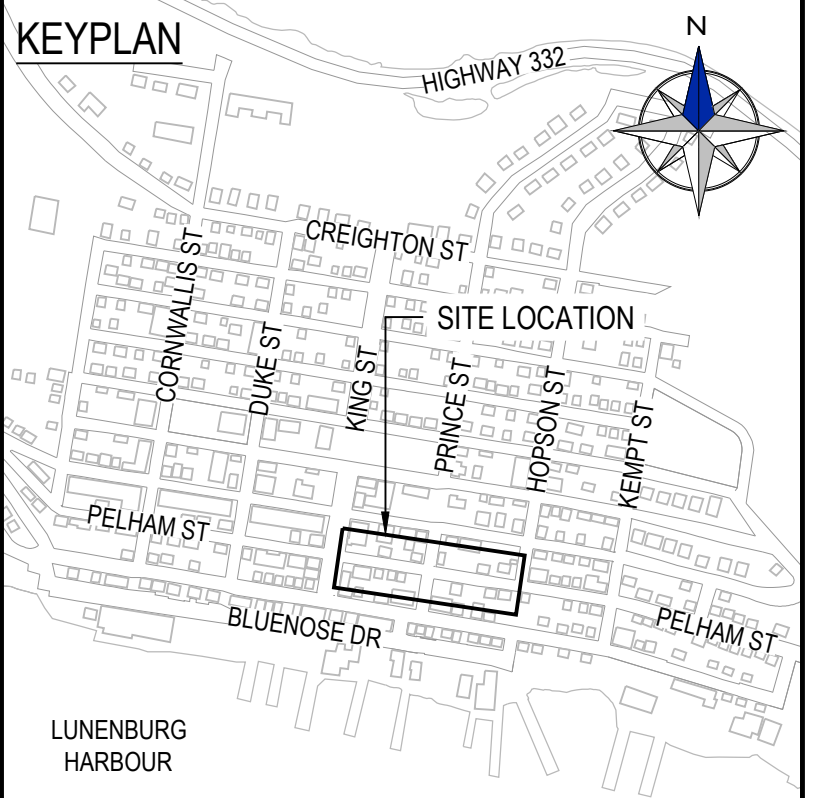 KEYPLAN
N
HIGHWAY 332
CREIGHTON ST
CORNWALLIS ST
SITE LOCATION
DUKE ST
KING ST
PRINCE ST
HOPSON ST
KEMPT ST
PELHAM ST
BLUENOSE DR
PELHAM ST
LUNENBURG
HARBOUR